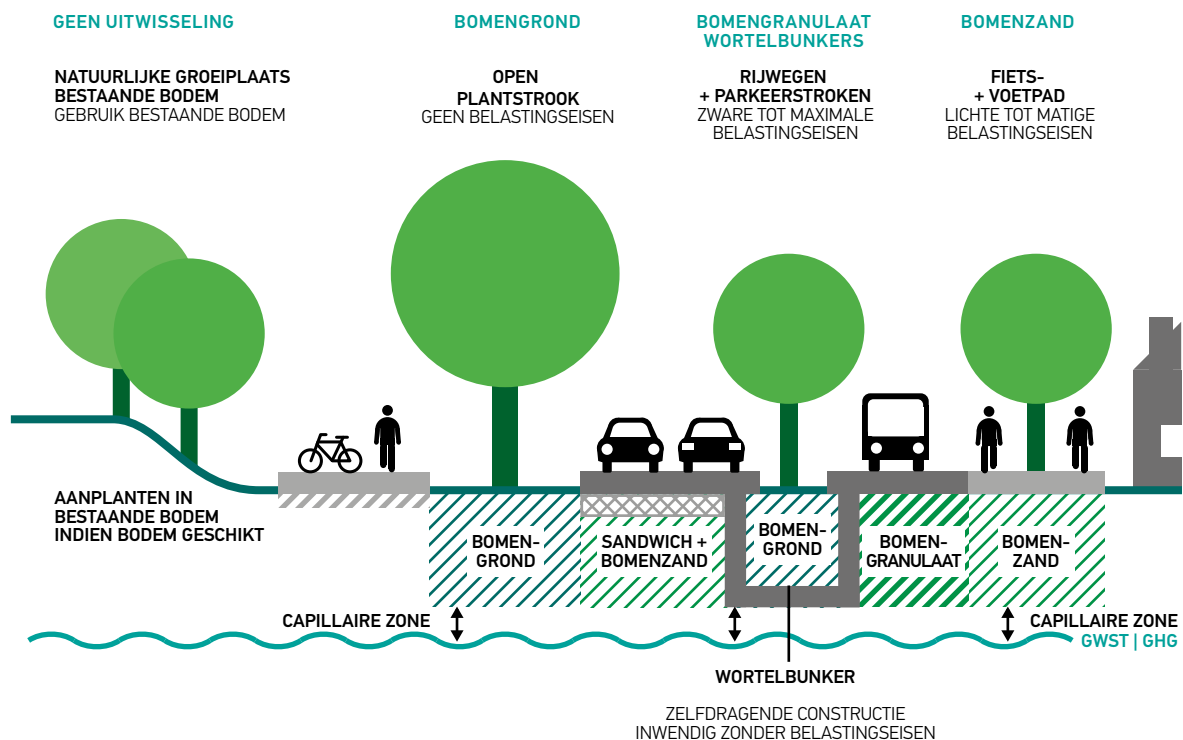 GEEN UITWISSELING
NATUURLIJKE GROEIPLAATS
BESTAANDE BODEM
GEBRUIK BESTAANDE BODEM
BOMENGROND
OPEN
PLANTSTROOK
GEEN BELASTINGSEISEN
BOMENGRANULAAT
WORTELBUNKERS
RIJWEGEN
+ PARKEERSTROKEN
ZWARE TOT MAXIMALE
BELASTINGSEISEN
BOMENZAND
FIETS-
+ VOETPAD
LICHTE TOT MATIGE
BELASTINGSEISEN
AANPLANTEN IN
BESTAANDE BODEM
INDIEN BODEM GESCHIKT
BOMEN-
GROND
SANDWICH +
BOMENZAND
BOMEN-
GROND
BOMEN-
GRANULAAT
BOMEN-
ZAND
CAPILLAIRE ZONE
CAPILLAIRE ZONE
GWST | GHG
WORTELBUNKER
ZELFDRAGENDE CONSTRUCTIE
INWENDIG ZONDER BELASTINGSEISEN